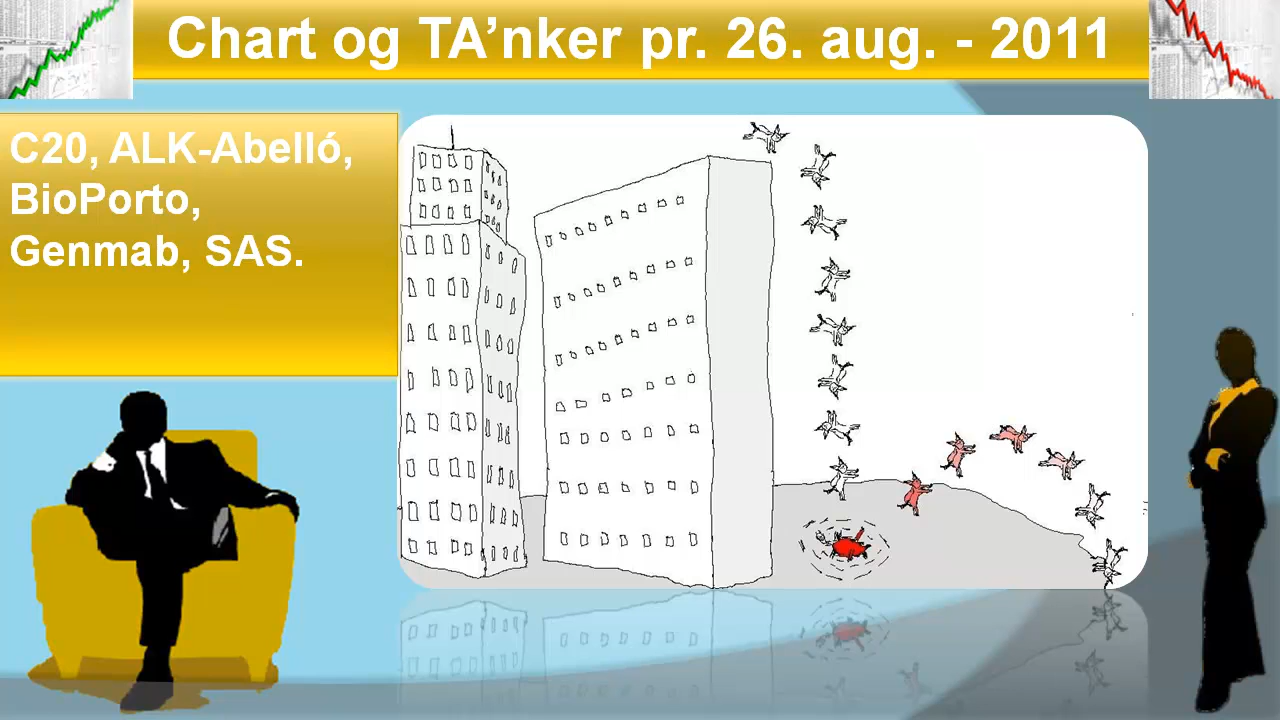 Chart og TA’nker pr. 26. aug. - 2011
C20, ALK-Abelló,
BioPorto,
Genmab, SAS.